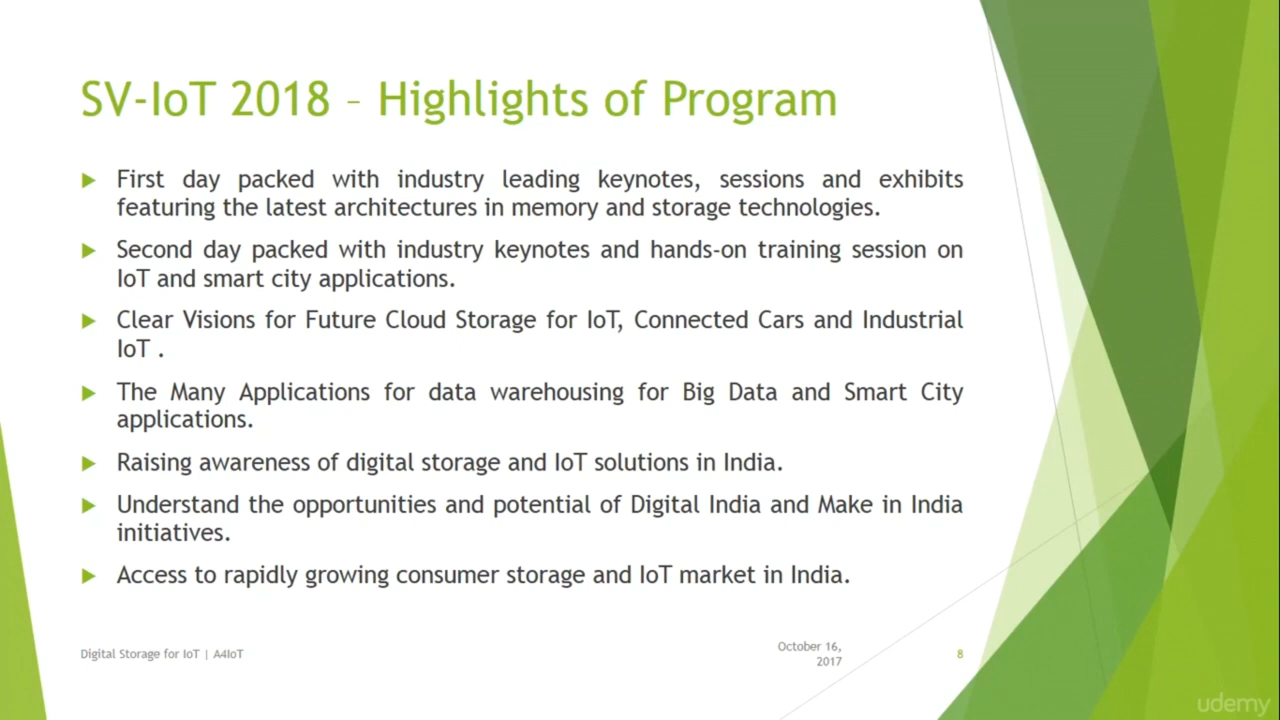 SV-IoT 2018 – Highlights of Program
First day packed with industry leading keynotes, sessions and exhibits
featuring the latest architectures in memory and storage technologies.
Second day packed with industry keynotes and hands-on training session on
IoT and smart city applications.
Clear Visions for Future Cloud Storage for IoT, Connected Cars and Industrial
IoT .
The Many Applications for data warehousing for Big Data and Smart City
applications.
Raising awareness of digital storage and IoT solutions in India.
Understand the opportunities and potential of Digital India and Make in India
initiatives.
Access to rapidly growing consumer storage and IoT market in India.
Digital Storage for IoT | A4IoT
October 16,
2017
8
udemy